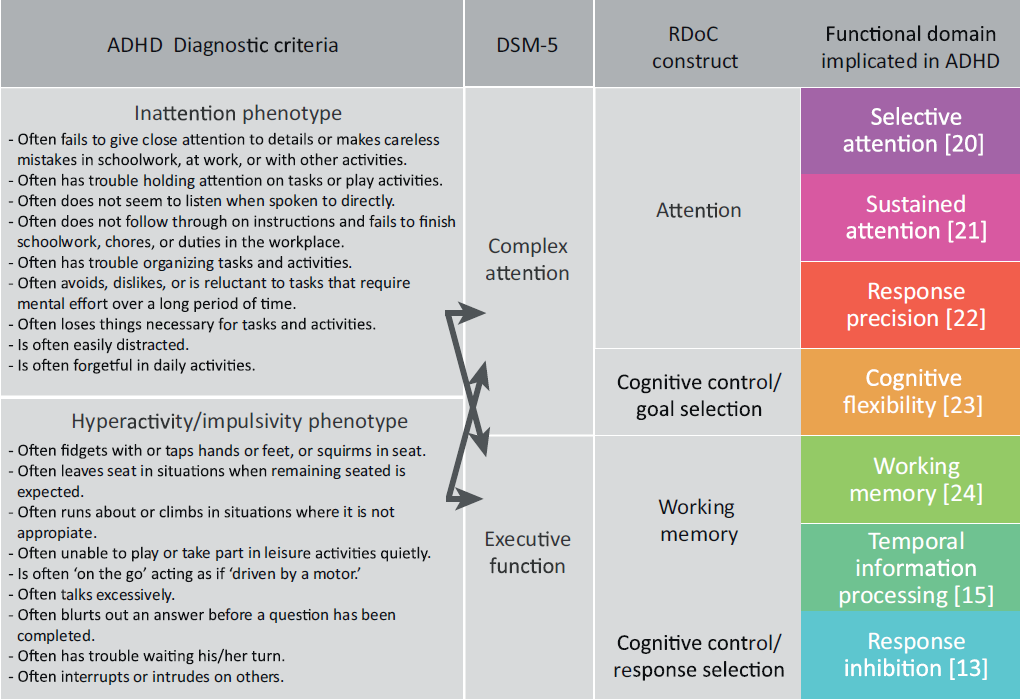 ADHD Diagnostic criteria
DSM-5
RDoC
construct
Functional domain
implicated in ADHD
Inattention phenotype
- Often fails to give close attention to details or makes careless
mistakes in schoolwork, at work, or with other activities.
- Often has trouble holding attention on tasks or play activities.
- Often does not seem to listen when spoken to directly.
- Often does not follow through on instructions and fails to finish
schoolwork, chores, or duties in the workplace.
- Often has trouble organizing tasks and activities.
- Often avoids, dislikes, or is reluctant to tasks that require
mental effort over a long period of time.
- Often loses things necessary for tasks and activities.
- Is often easily distracted.
- Is often forgetful in daily activities.
Hyperactivity/impulsivity phenotype
- Often fidgets with or taps hands or feet, or squirms in seat.
- Often leaves seat in situations when remaining seated is
expected.
- Often runs about or climbs in situations where it is not
appropiate.
- Often unable to play or take part in leisure activities quietly.
- Is often ‘on the go’ acting as if ‘driven by a motor.’
- Often talks excessively.
- Often blurts out an answer before a question has been
completed.
- Often has trouble waiting his/her turn.
- Often interrupts or intrudes on others.
Complex
attention
Executive
function
Attention
Cognitive control/
goal selection
Working
memory
Cognitive control/
response selection
Selective
attention [20]
Sustained
attention [21]
Response
precision [22]
Cognitive
flexibility [23]
Working
memory [24]
Temporal
information
processing [15]
Response
inhibition [13]